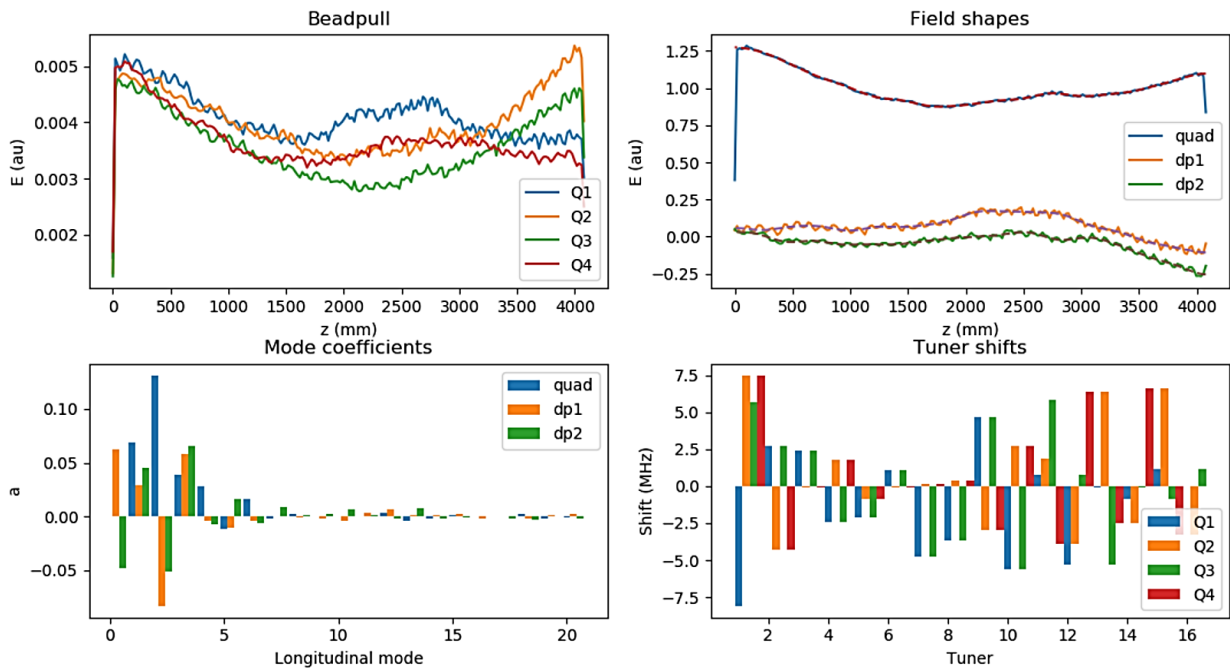 Beadpull
E (au)
0.005
0.004
0.003
0.002
0
500
1000
1500
2000
2500
3000
3500
4000
z (mm)
Q1
Q2
Q3
Q4
Field shapes
E (au)
1.25
1.00
0.75
0.50
0.25
0.00
−0.25
0
500
1000
1500
2000
2500
3000
3500
4000
z (mm)
quad
dp1
dp2
Mode coefficients
a
0.10
0.05
0.00
−0.05
0
5
10
15
20
Longitudinal mode
quad
dp1
dp2
Tuner shifts
Shift (MHz)
7.5
5.0
2.5
0.0
−2.5
−5.0
−7.5
2
4
6
8
10
12
14
16
Tuner
Q1
Q2
Q3
Q4